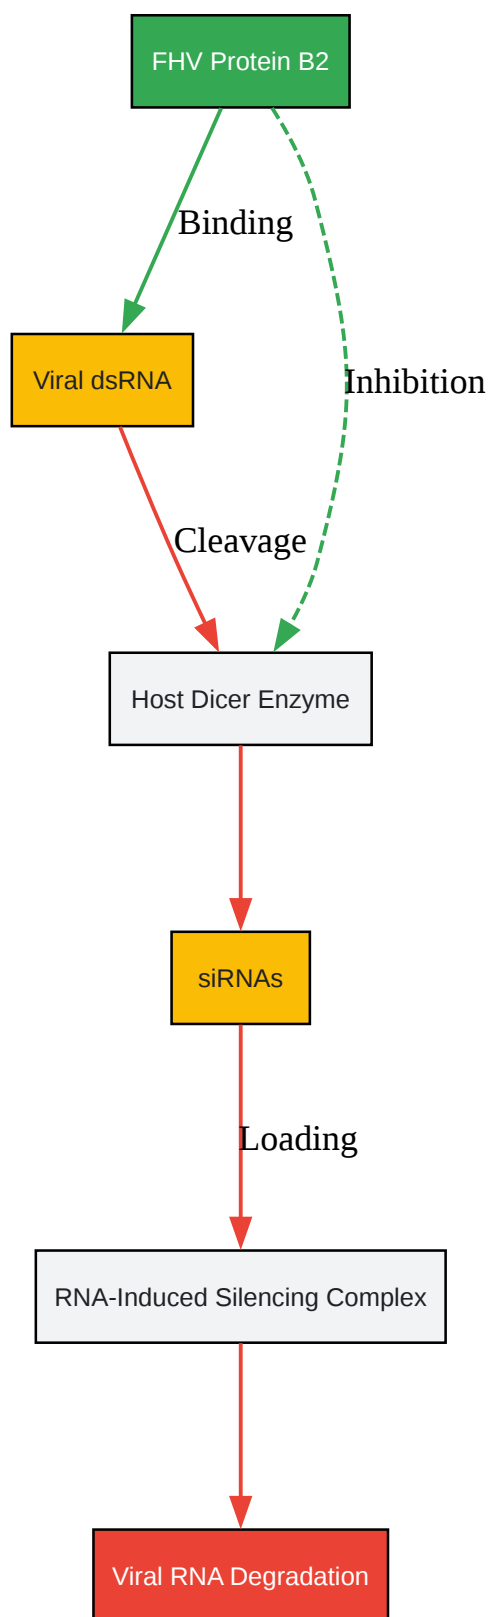 FHV Protein B2
Binding
Viral dsRNA
Inhibition
Cleavage
Host Dicer Enzyme
siRNAs
Loading
RNA-Induced Silencing Complex
Viral RNA Degradation